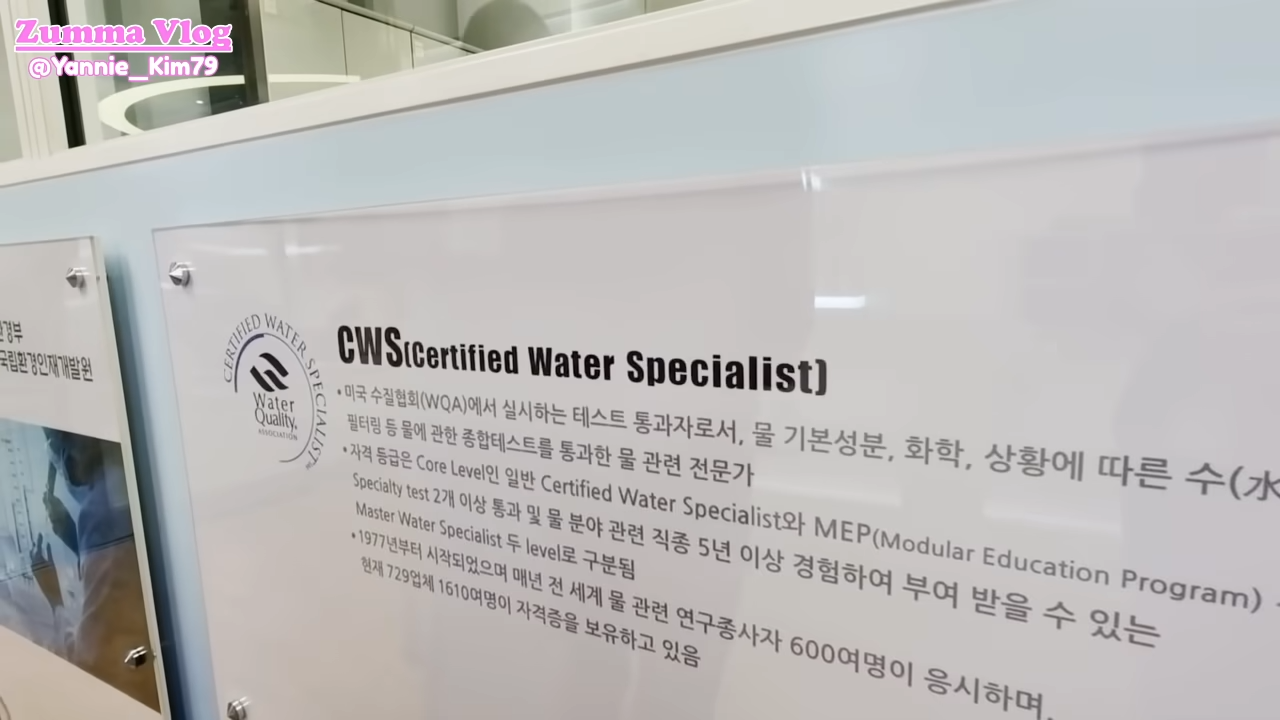 Zumma Vlog
@Yannie_Kim79
환경부
국립환경인재개발원
CERTIFIED WATER SPECIALIST
Water
Quality
ASSOCIATION
CWS(Certified Water Specialist)
•미국 수질협회(WQA)에서 실시하는 테스트 통과자로서, 물 기본성분, 화학, 상황에 따른 수(水
필터링 등 물에 관한 종합테스트를 통과한 물 관련 전문가
•자격 등급은 Core Level인 일반 Certified Water Specialist와 MEP(Modular Education Program)
Specialty test 2개 이상 통과 및 물 분야 관련 직종 5년 이상 경험하여 부여 받을 수 있는
Master Water Specialist 두 level로 구분됨
•1977년부터 시작되었으며 매년 전 세계 물 관련 연구종사자 600여명이 응시하며,
현재 729업체 1610여명이 자격증을 보유하고 있음